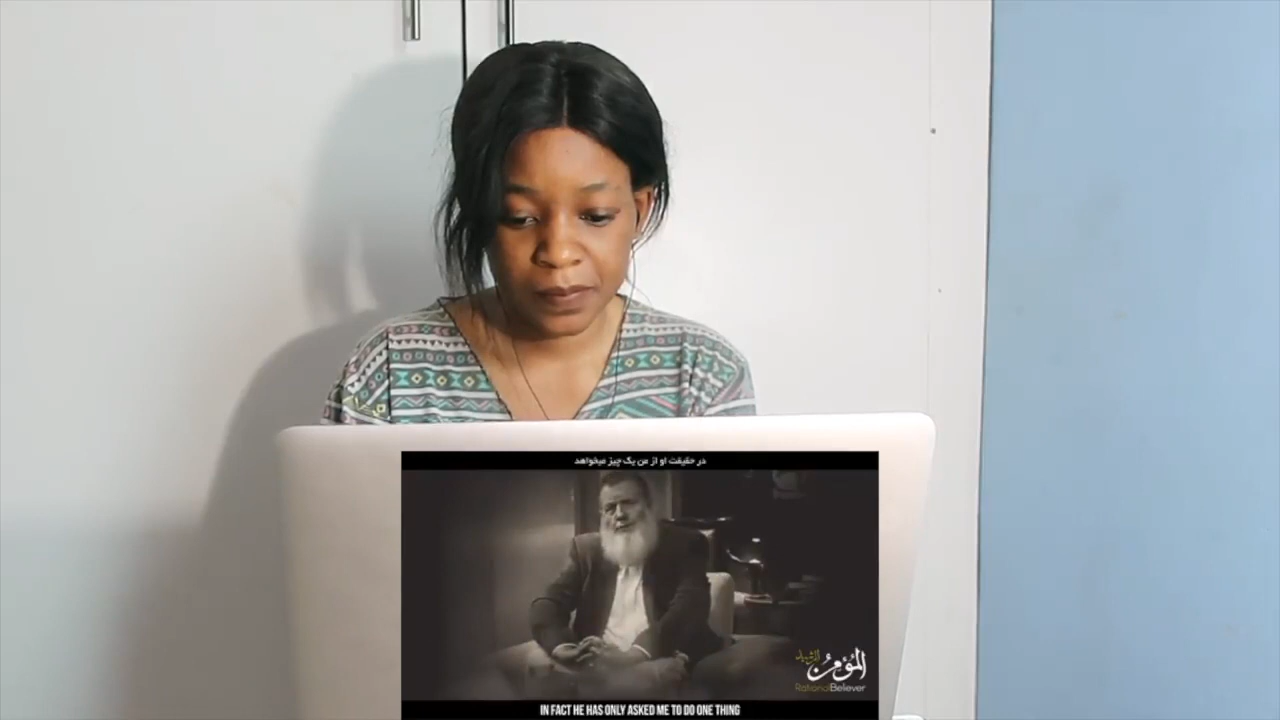 در حقیقت او از من یک چیز میخواهد
المؤمن الرشيد
RationalBeliever
IN FACT HE HAS ONLY ASKED ME TO DO ONE THING